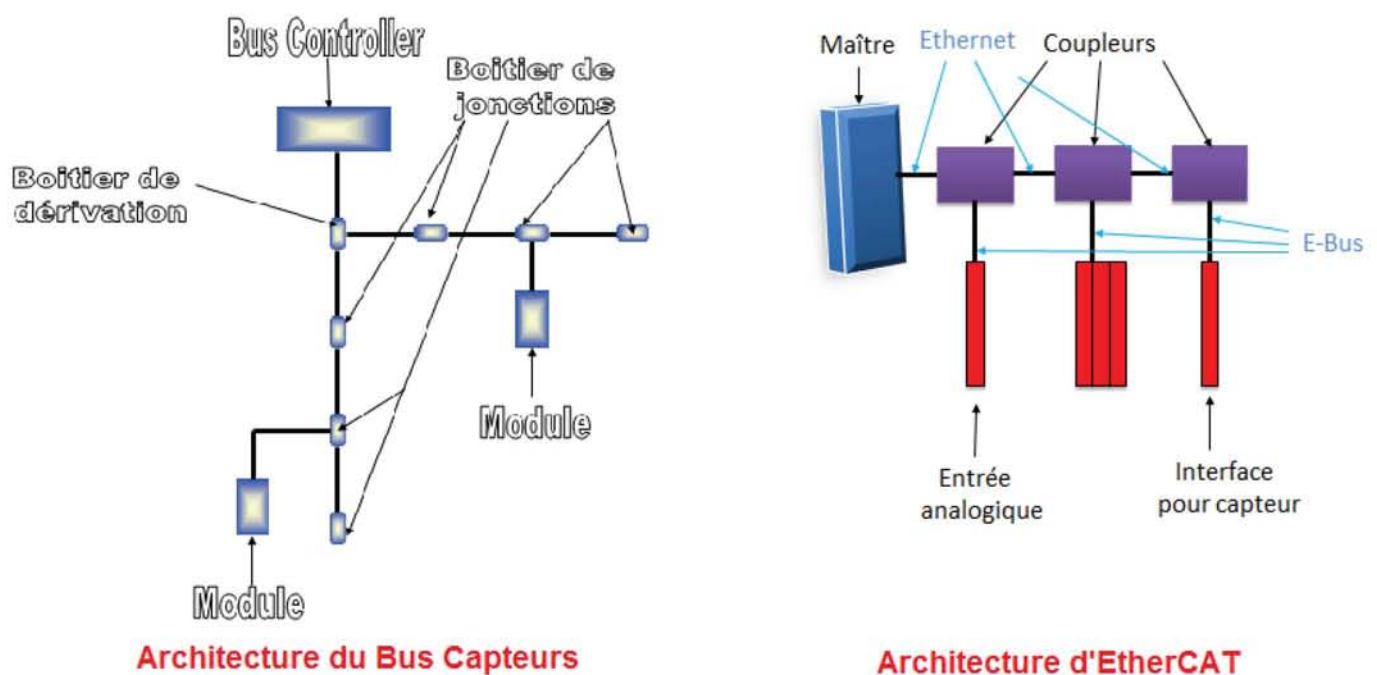 Bus Controller
Boitier de
jonctions
Boitier de
dérivation
Module
Module
Architecture du Bus Capteurs
Maître
Ethernet
Coupleurs
E-Bus
Entrée
analogique
Interface
pour capteur
Architecture d'EtherCAT